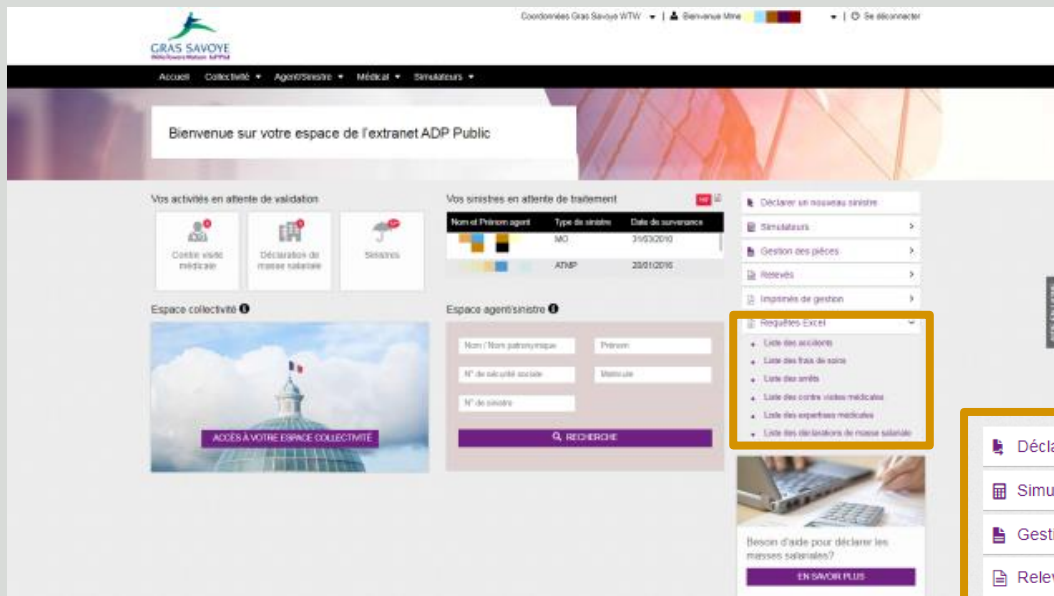 Coordonnées Gras Savoye WTW | Bienvenue Mme | Se déconnecter
GRAS SAVOYE
Accueil Collectivité Agent/Sinistre Médical Simulateurs
Bienvenue sur votre espace de l'extranet ADP Public
Vos activités en attente de validation
Contre visite médicale
Déclaration de masse salariale
Sinistres
Vos sinistres en attente de traitement
Nom et Prénom agent Type de sinistre Date de survenance
MO 31/03/2010
ATMP 20/01/2016
Espace collectivité
ACCÈS À VOTRE ESPACE COLLECTIVITÉ
Espace agent/sinistre
Nom / Nom patronymique Prénom
N° de sécurité sociale Matricule
N° de sinistre
RECHERCHE
Déclarer un nouveau sinistre
Simulateurs
Gestion des pièces
Relevés
Imprimés de gestion
Requêtes Excel
Liste des accidents
Liste des frais de soins
Liste des arrêts
Liste des contre visites médicales
Liste des expertises médicales
Liste des déclarations de masse salariale
Besoin d'aide pour déclarer les
masses salariales?
EN SAVOIR PLUS
Décla
Simu
Gesti
Relev